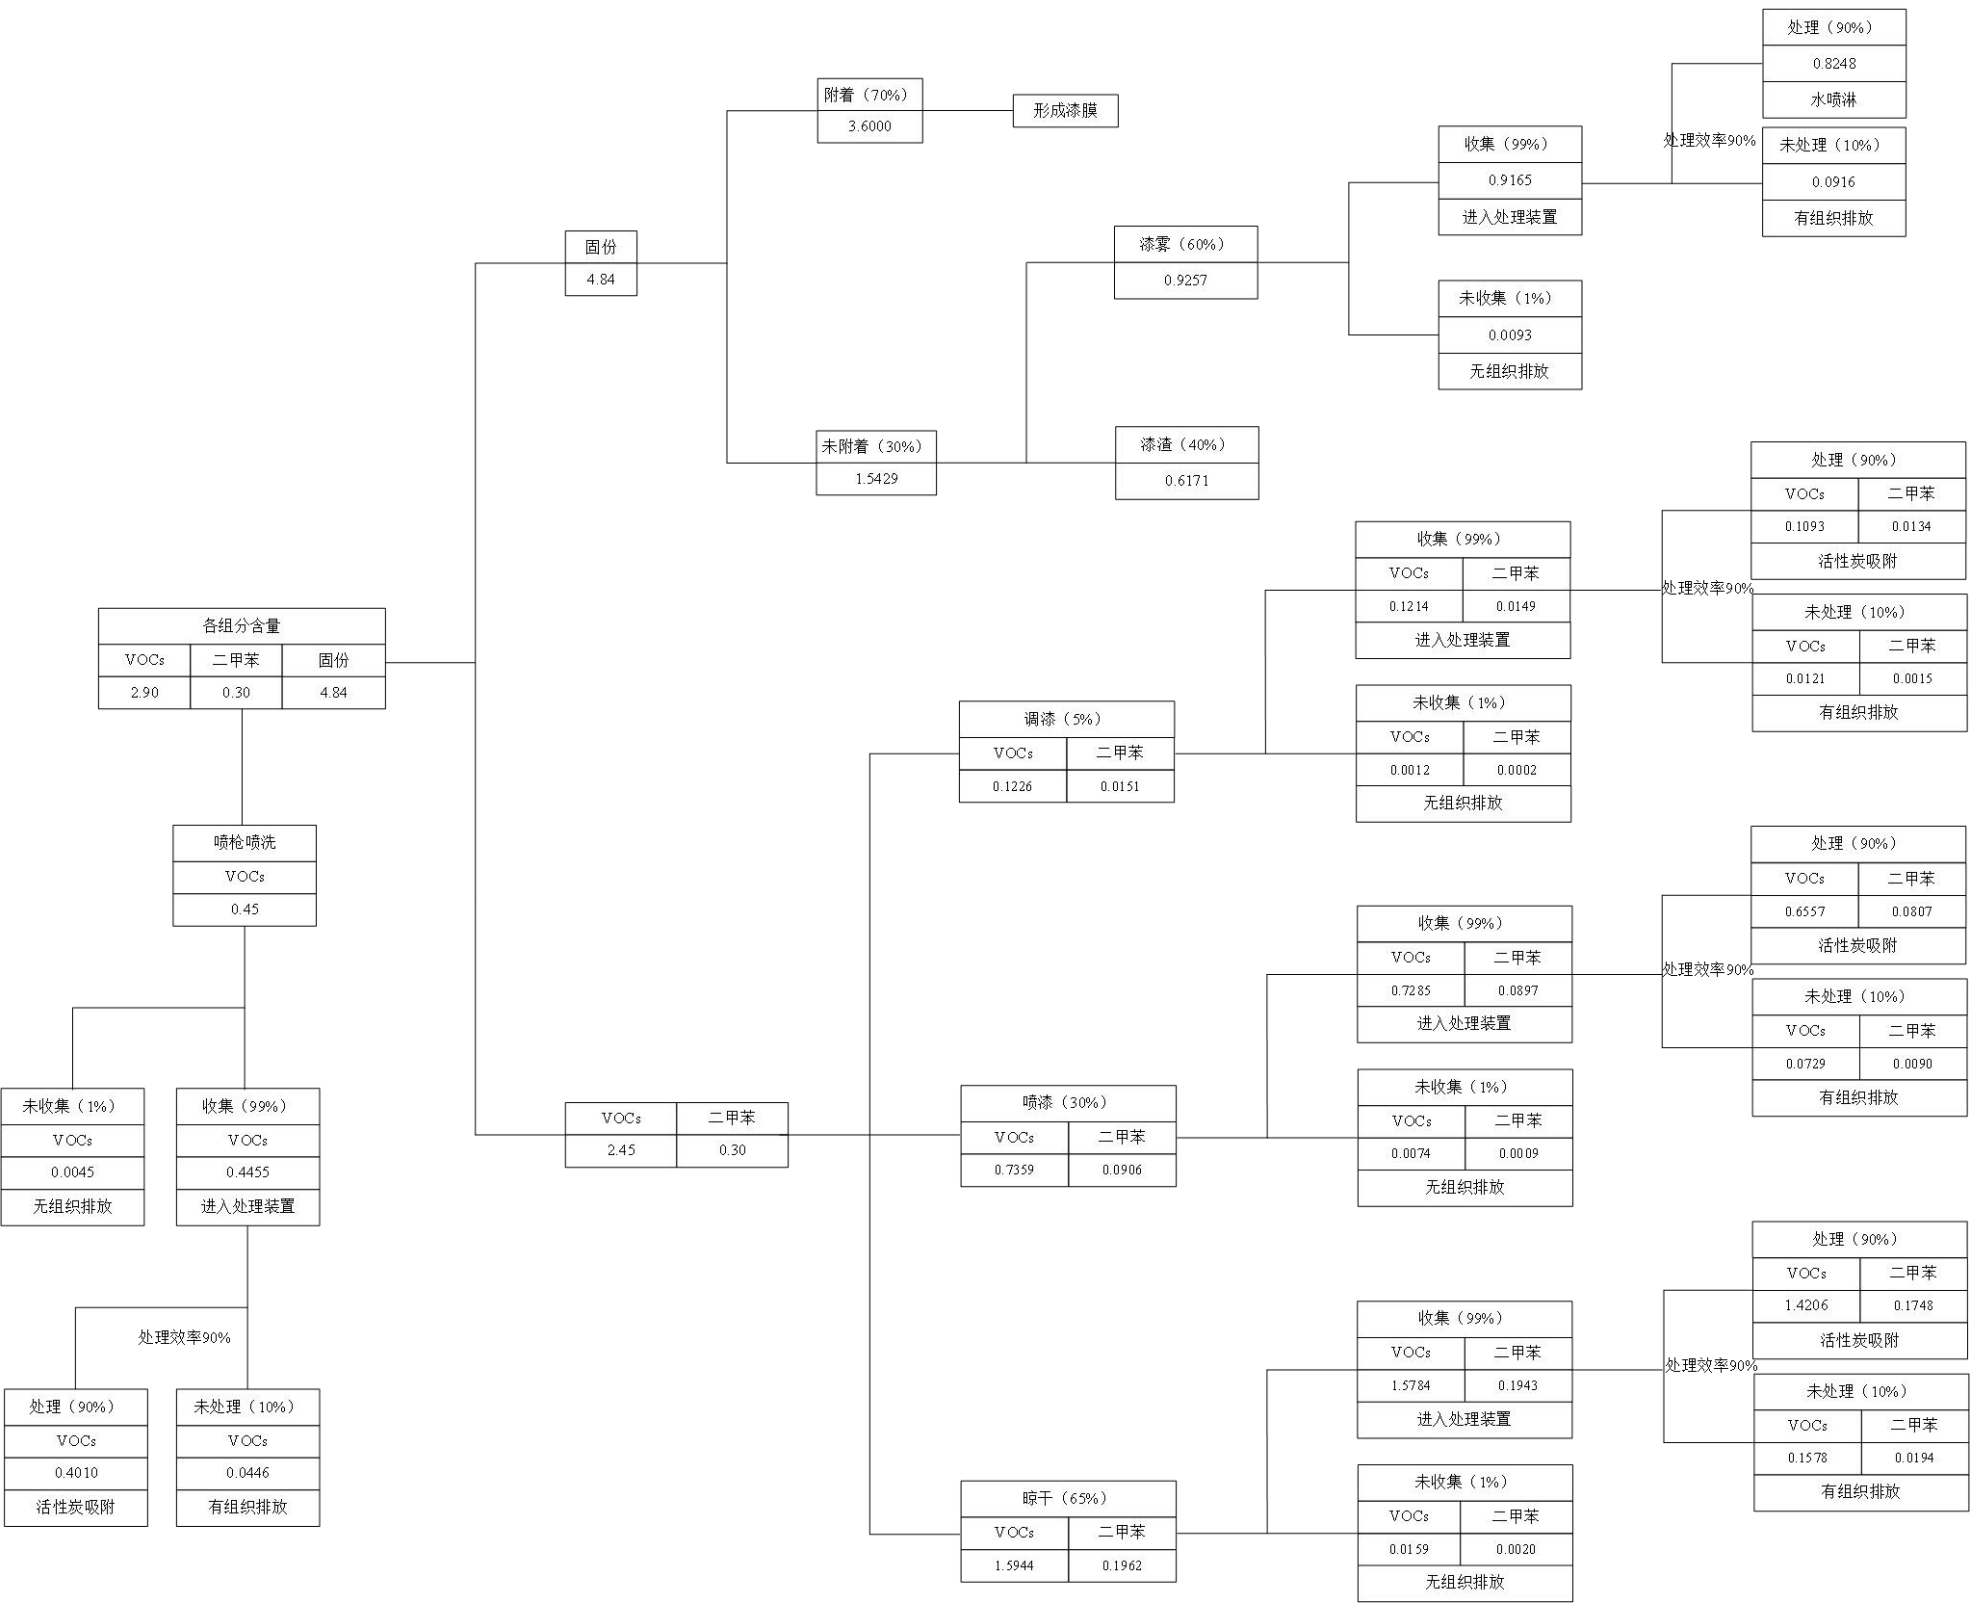 各组分含量
VOCs 二甲苯 固份
2.90 0.30 4.84
喷枪喷洗
VOCs
0.45
未收集（1%）
VOCs
0.0045
无组织排放
收集（99%）
VOCs
0.4455
进入处理装置
处理效率90%
处理（90%）
VOCs
0.4010
活性炭吸附
未处理（10%）
VOCs
0.0446
有组织排放
固份
4.84
附着（70%）
3.6000
形成漆膜
未附着（30%）
1.5429
漆雾（60%）
0.9257
收集（99%）
0.9165
进入处理装置
处理效率90%
处理（90%）
0.8248
水喷淋
未处理（10%）
0.0916
有组织排放
未收集（1%）
0.0093
无组织排放
漆渣（40%）
0.6171
VOCs 二甲苯
2.45 0.30
调漆（5%）
VOCs 二甲苯
0.1226 0.0151
收集（99%）
VOCs 二甲苯
0.1214 0.0149
进入处理装置
处理效率90%
处理（90%）
VOCs 二甲苯
0.1093 0.0134
活性炭吸附
未处理（10%）
VOCs 二甲苯
0.0121 0.0015
有组织排放
未收集（1%）
VOCs 二甲苯
0.0012 0.0002
无组织排放
喷漆（30%）
VOCs 二甲苯
0.7359 0.0906
收集（99%）
VOCs 二甲苯
0.7285 0.0897
进入处理装置
处理效率90%
处理（90%）
VOCs 二甲苯
0.6557 0.0807
活性炭吸附
未处理（10%）
VOCs 二甲苯
0.0729 0.0090
有组织排放
未收集（1%）
VOCs 二甲苯
0.0074 0.0009
无组织排放
晾干（65%）
VOCs 二甲苯
1.5944 0.1962
收集（99%）
VOCs 二甲苯
1.5784 0.1943
进入处理装置
处理效率90%
处理（90%）
VOCs 二甲苯
1.4206 0.1748
活性炭吸附
未处理（10%）
VOCs 二甲苯
0.1578 0.0194
有组织排放
未收集（1%）
VOCs 二甲苯
0.0159 0.0020
无组织排放